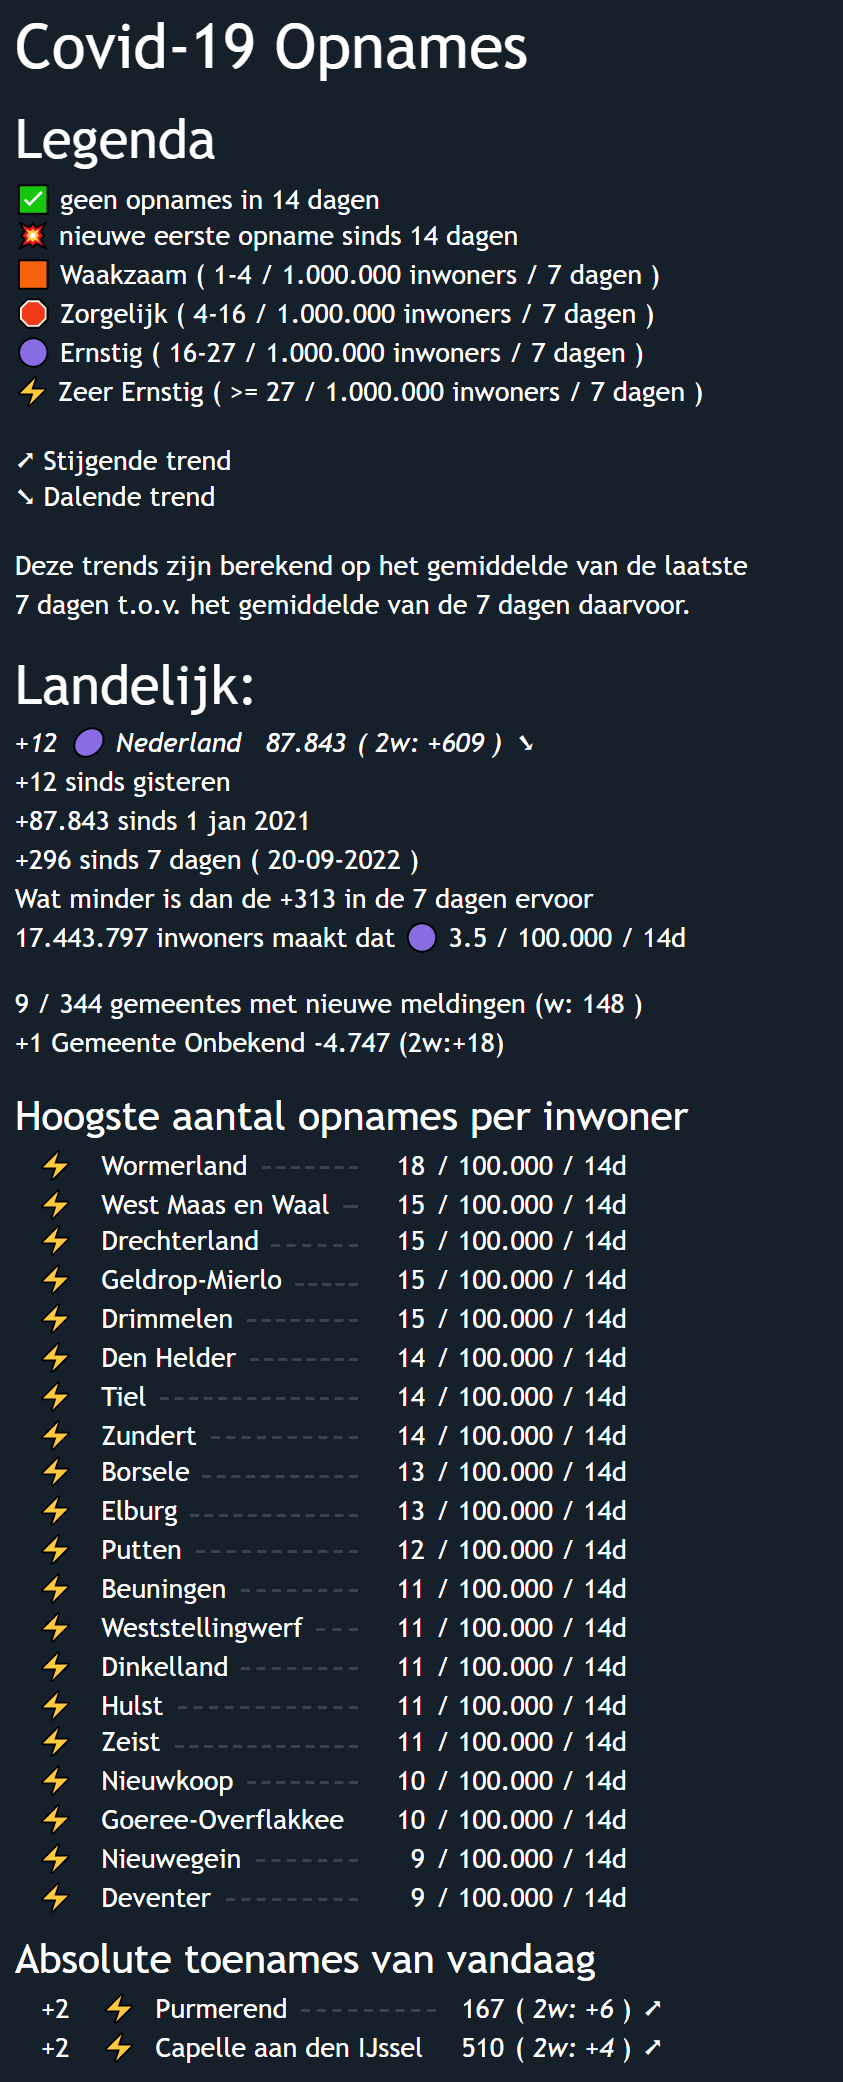 Covid-19 Opnames
Legenda
✅ geen opnames in 14 dagen
💥 nieuwe eerste opname sinds 14 dagen
🟧 Waakzaam ( 1-4 / 1.000.000 inwoners / 7 dagen )
🛑 Zorgelijk ( 4-16 / 1.000.000 inwoners / 7 dagen )
🟣 Ernstig ( 16-27 / 1.000.000 inwoners / 7 dagen )
⚡ Zeer Ernstig ( >= 27 / 1.000.000 inwoners / 7 dagen )
➚ Stijgende trend
➘ Dalende trend
Deze trends zijn berekend op het gemiddelde van de laatste
7 dagen t.o.v. het gemiddelde van de 7 dagen daarvoor.
Landelijk:
+12 🟣 Nederland 87.843 ( 2w: +609 ) ➘
+12 sinds gisteren
+87.843 sinds 1 jan 2021
+296 sinds 7 dagen ( 20-09-2022 )
Wat minder is dan de +313 in de 7 dagen ervoor
17.443.797 inwoners maakt dat 🟣 3.5 / 100.000 / 14d
9 / 344 gemeentes met nieuwe meldingen (w: 148 )
+1 Gemeente Onbekend -4.747 (2w:+18)
Hoogste aantal opnames per inwoner
⚡ Wormerland ------- 18 / 100.000 / 14d
⚡ West Maas en Waal - 15 / 100.000 / 14d
⚡ Drechterland ------ 15 / 100.000 / 14d
⚡ Geldrop-Mierlo ----- 15 / 100.000 / 14d
⚡ Drimmelen -------- 15 / 100.000 / 14d
⚡ Den Helder -------- 14 / 100.000 / 14d
⚡ Tiel -------------- 14 / 100.000 / 14d
⚡ Zundert ---------- 14 / 100.000 / 14d
⚡ Borsele ----------- 13 / 100.000 / 14d
⚡ Elburg ------------ 13 / 100.000 / 14d
⚡ Putten ----------- 12 / 100.000 / 14d
⚡ Beuningen -------- 11 / 100.000 / 14d
⚡ Weststellingwerf --- 11 / 100.000 / 14d
⚡ Dinkelland -------- 11 / 100.000 / 14d
⚡ Hulst ------------- 11 / 100.000 / 14d
⚡ Zeist ------------- 11 / 100.000 / 14d
⚡ Nieuwkoop -------- 10 / 100.000 / 14d
⚡ Goeree-Overflakkee 10 / 100.000 / 14d
⚡ Nieuwegein ------- 9 / 100.000 / 14d
⚡ Deventer --------- 9 / 100.000 / 14d
Absolute toenames van vandaag
+2 ⚡ Purmerend --------- 167 ( 2w: +6 ) ➚
+2 ⚡ Capelle aan den IJssel 510 ( 2w: +4 ) ➚